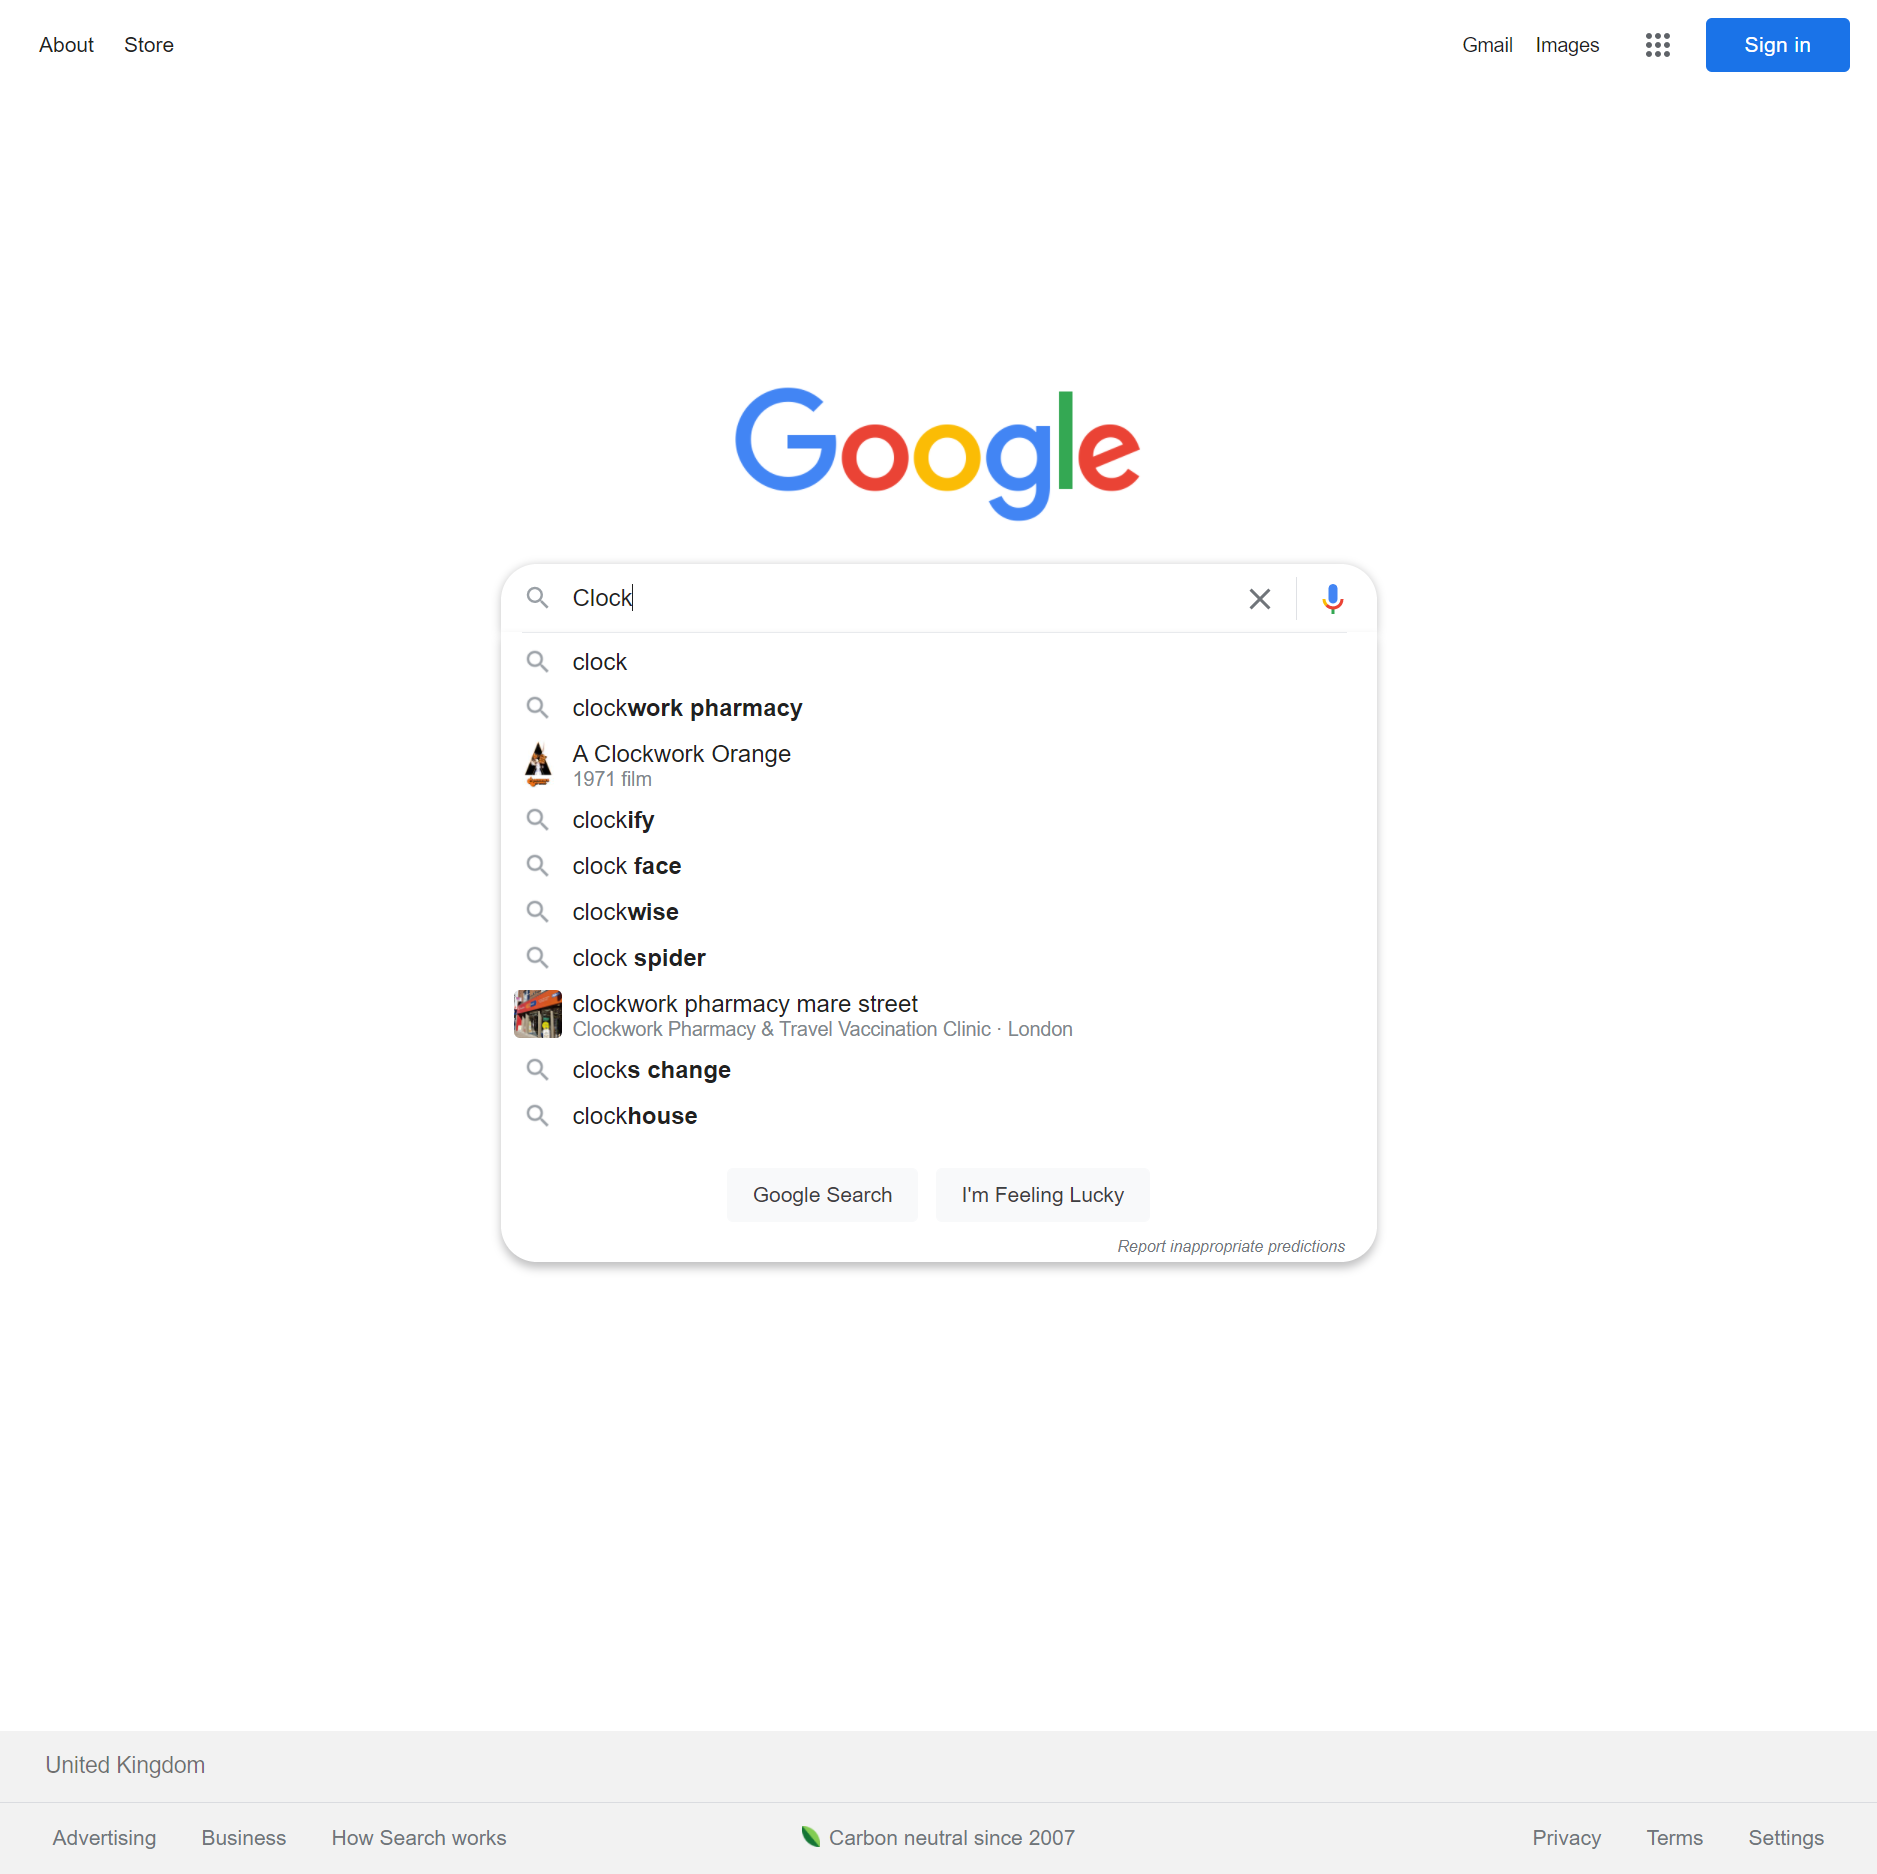 About Store Gmail Images Sign in
Google
Clock
clock
clockwork pharmacy
A Clockwork Orange
1971 film
clockify
clock face
clockwise
clock spider
clockwork pharmacy mare street
Clockwork Pharmacy & Travel Vaccination Clinic · London
clocks change
clockhouse
Google Search I'm Feeling Lucky
Report inappropriate predictions
United Kingdom
Advertising Business How Search works Carbon neutral since 2007 Privacy Terms Settings